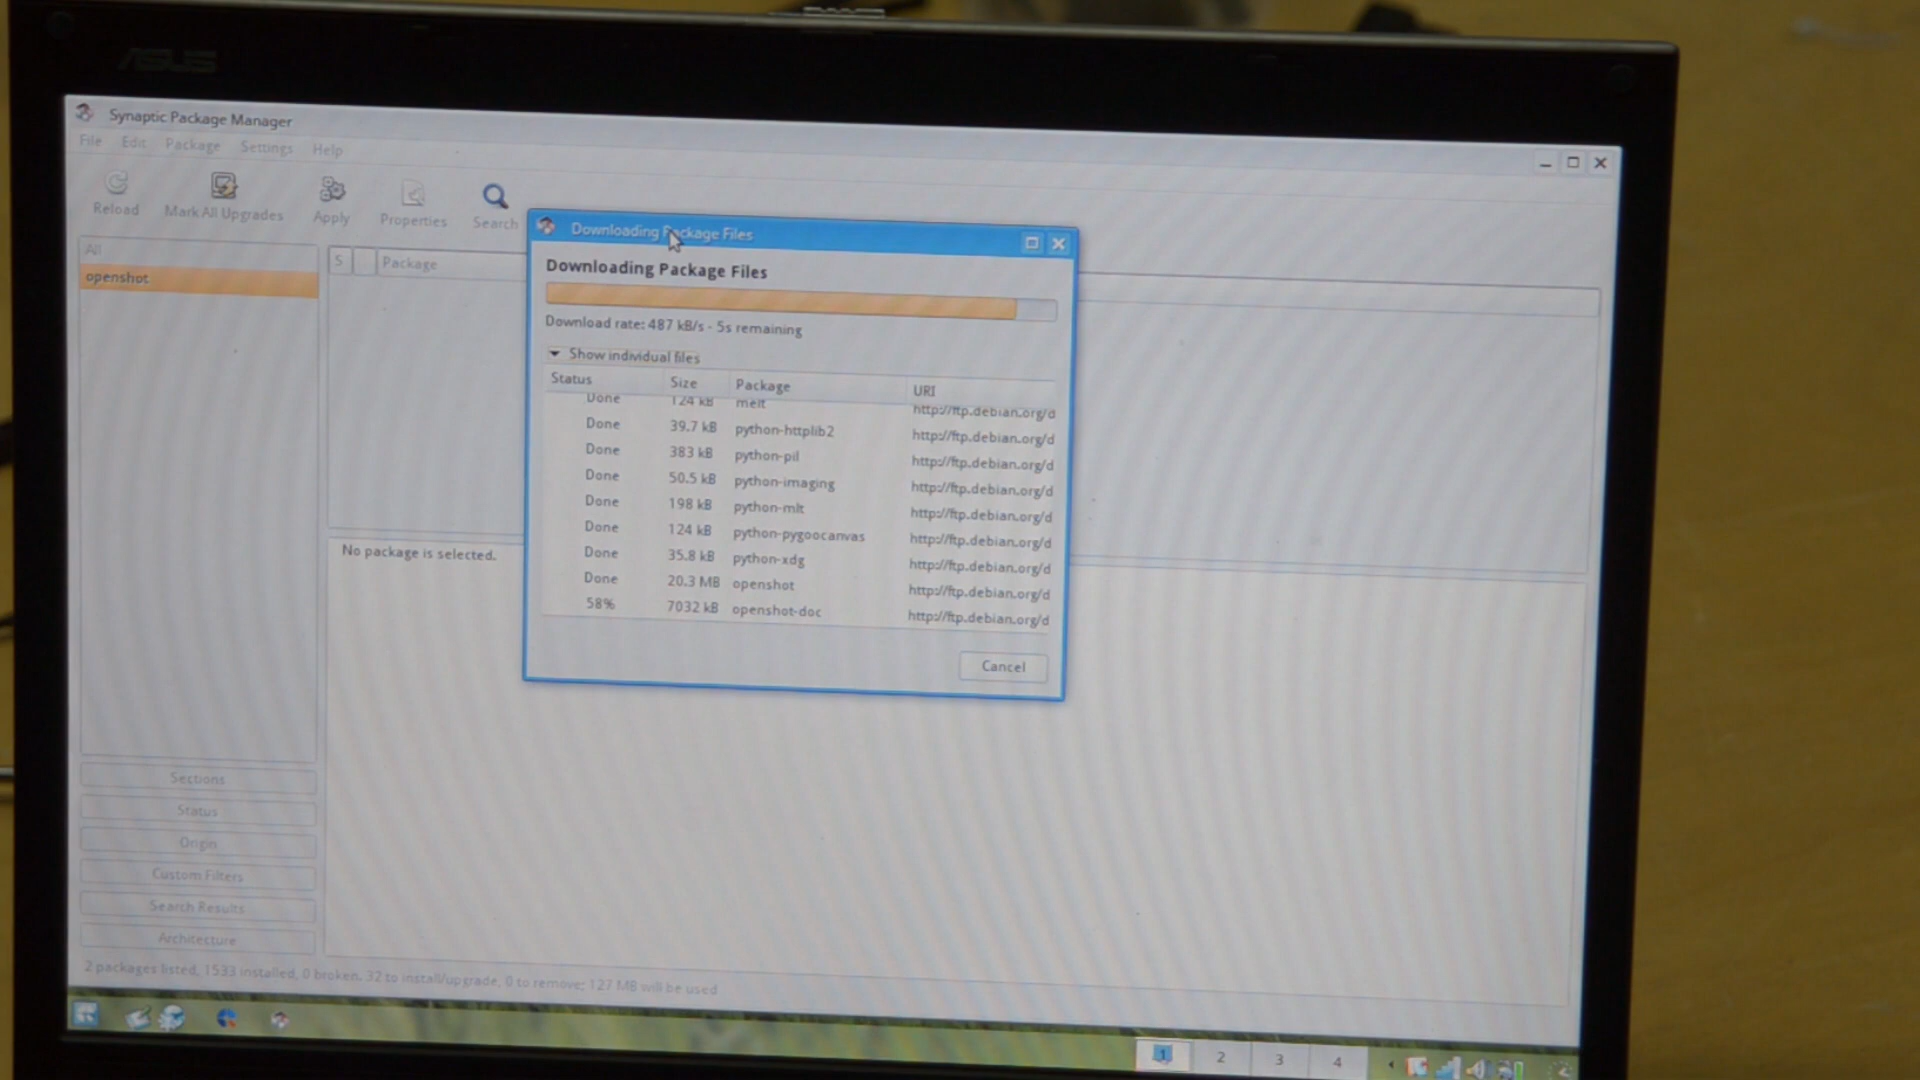 ASUS
Synaptic Package Manager
File Edit Package Settings Help
Reload Mark All Upgrades Apply Properties Search
All
openshot
S Package
Downloading Package Files
Downloading Package Files
Download rate: 487 kB/s - 5s remaining
Show individual files
Status Size Package URI
Done 124 kB melt http://ftp.debian.org/d
Done 39.7 kB python-httplib2 http://ftp.debian.org/d
Done 383 kB python-pil http://ftp.debian.org/d
Done 50.5 kB python-imaging http://ftp.debian.org/d
Done 198 kB python-mlt http://ftp.debian.org/d
Done 124 kB python-pygoocanvas http://ftp.debian.org/d
Done 35.8 kB python-xdg http://ftp.debian.org/d
Done 20.3 MB openshot http://ftp.debian.org/d
58% 7032 kB openshot-doc http://ftp.debian.org/d
Cancel
No package is selected.
Sections
Status
Origin
Custom Filters
Search Results
Architecture
2 packages listed, 1533 installed, 0 broken. 32 to install/upgrade, 0 to remove; 127 MB will be used
1 2 3 4